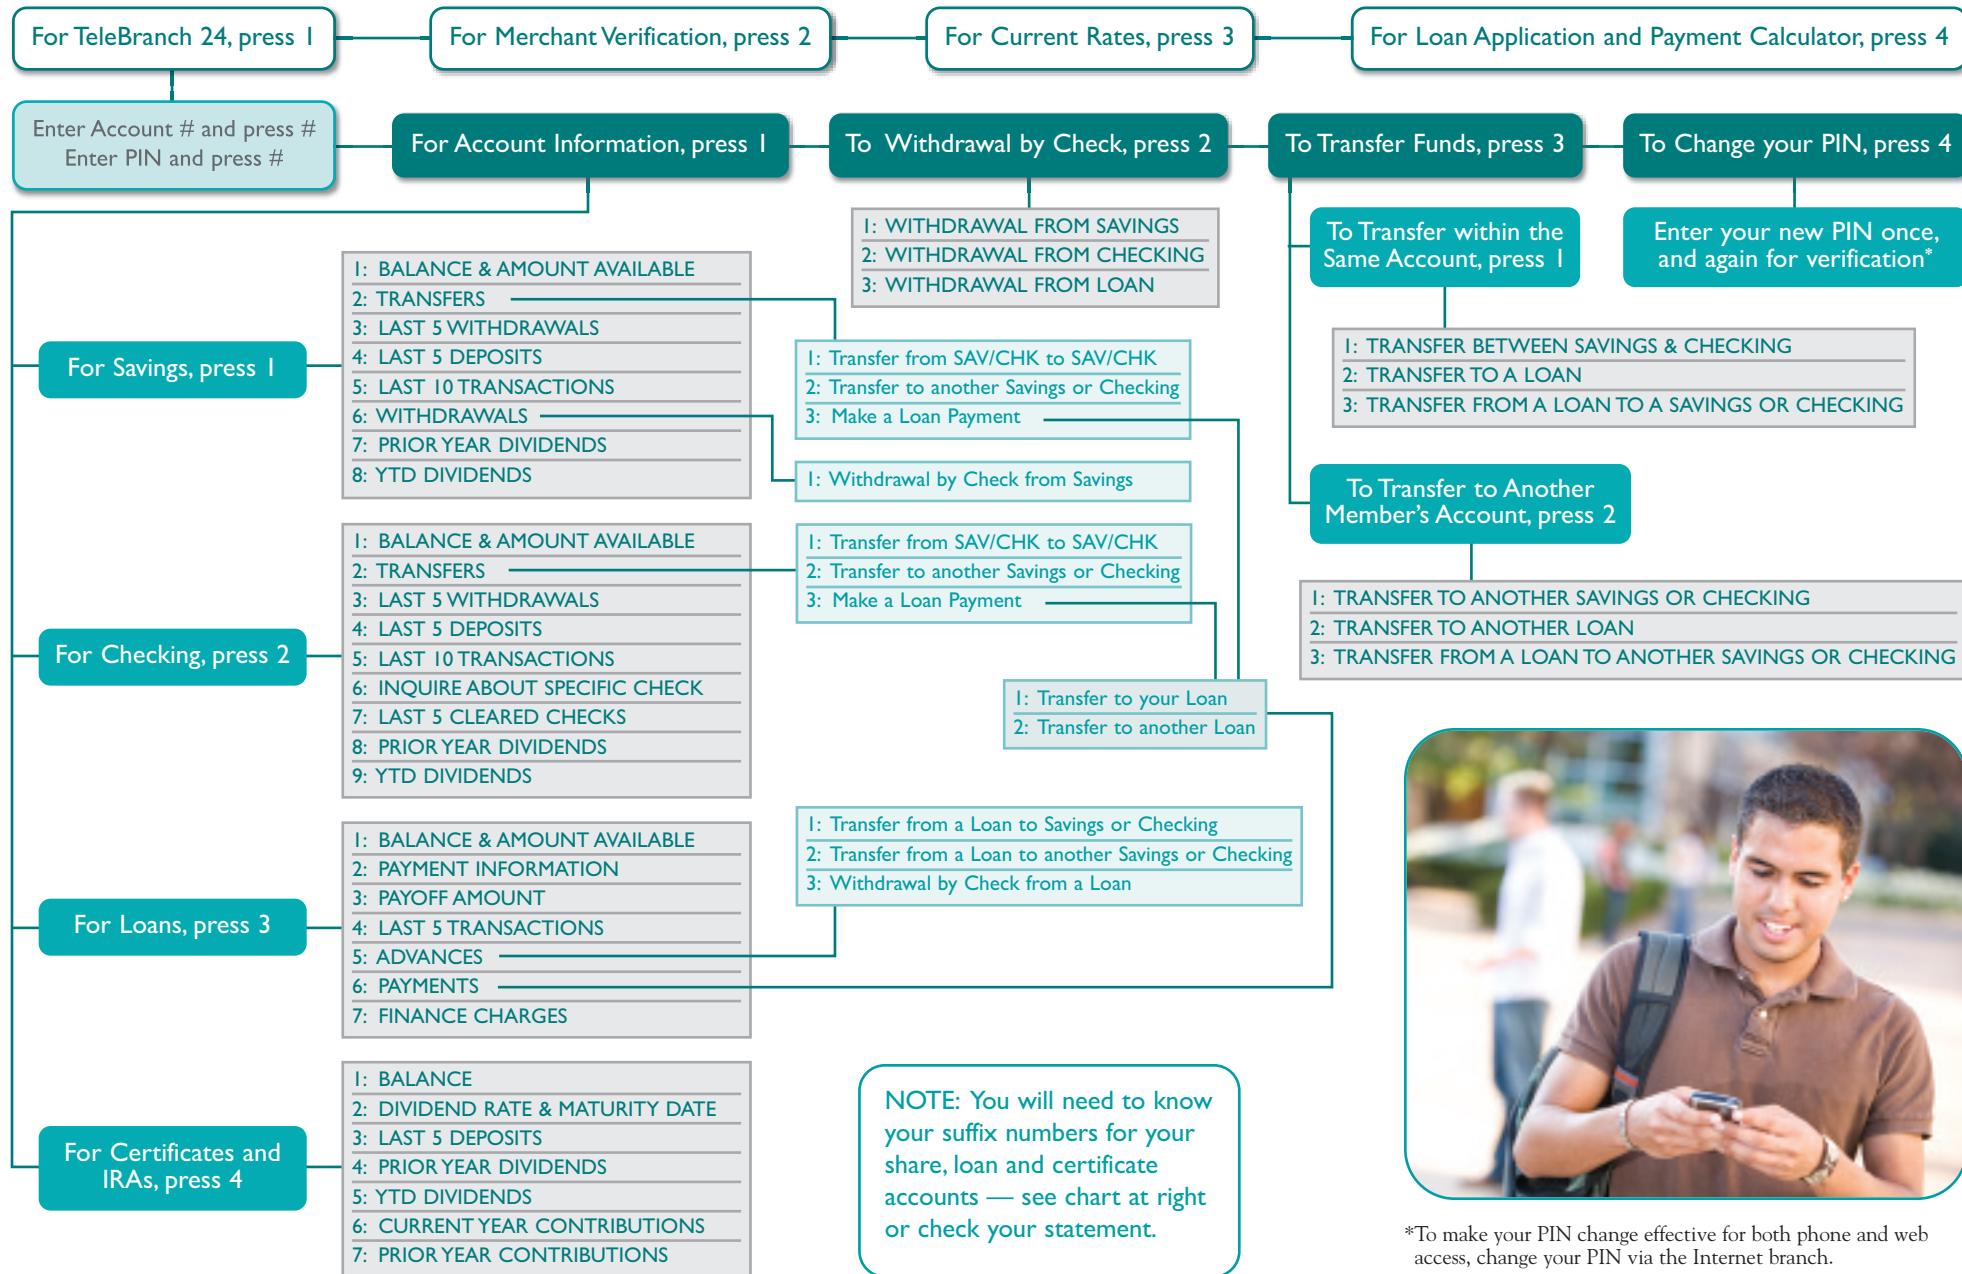 For TeleBranch 24, press 1
For Merchant Verification, press 2
For Current Rates, press 3
For Loan Application and Payment Calculator, press 4
Enter Account # and press #
Enter PIN and press #
For Account Information, press 1
To Withdrawal by Check, press 2
To Transfer Funds, press 3
To Change your PIN, press 4
1: WITHDRAWAL FROM SAVINGS
2: WITHDRAWAL FROM CHECKING
3: WITHDRAWAL FROM LOAN
To Transfer within the
Same Account, press 1
Enter your new PIN once,
and again for verification*
1: TRANSFER BETWEEN SAVINGS & CHECKING
2: TRANSFER TO A LOAN
3: TRANSFER FROM A LOAN TO A SAVINGS OR CHECKING
To Transfer to Another
Member's Account, press 2
1: TRANSFER TO ANOTHER SAVINGS OR CHECKING
2: TRANSFER TO ANOTHER LOAN
3: TRANSFER FROM A LOAN TO ANOTHER SAVINGS OR CHECKING
For Savings, press 1
1: BALANCE & AMOUNT AVAILABLE
2: TRANSFERS
3: LAST 5 WITHDRAWALS
4: LAST 5 DEPOSITS
5: LAST 10 TRANSACTIONS
6: WITHDRAWALS
7: PRIOR YEAR DIVIDENDS
8: YTD DIVIDENDS
1: Transfer from SAV/CHK to SAV/CHK
2: Transfer to another Savings or Checking
3: Make a Loan Payment
1: Withdrawal by Check from Savings
For Checking, press 2
1: BALANCE & AMOUNT AVAILABLE
2: TRANSFERS
3: LAST 5 WITHDRAWALS
4: LAST 5 DEPOSITS
5: LAST 10 TRANSACTIONS
6: INQUIRE ABOUT SPECIFIC CHECK
7: LAST 5 CLEARED CHECKS
8: PRIOR YEAR DIVIDENDS
9: YTD DIVIDENDS
1: Transfer from SAV/CHK to SAV/CHK
2: Transfer to another Savings or Checking
3: Make a Loan Payment
1: Transfer to your Loan
2: Transfer to another Loan
For Loans, press 3
1: BALANCE & AMOUNT AVAILABLE
2: PAYMENT INFORMATION
3: PAYOFF AMOUNT
4: LAST 5 TRANSACTIONS
5: ADVANCES
6: PAYMENTS
7: FINANCE CHARGES
1: Transfer from a Loan to Savings or Checking
2: Transfer from a Loan to another Savings or Checking
3: Withdrawal by Check from a Loan
For Certificates and
IRAs, press 4
1: BALANCE
2: DIVIDEND RATE & MATURITY DATE
3: LAST 5 DEPOSITS
4: PRIOR YEAR DIVIDENDS
5: YTD DIVIDENDS
6: CURRENT YEAR CONTRIBUTIONS
7: PRIOR YEAR CONTRIBUTIONS
NOTE: You will need to know
your suffix numbers for your
share, loan and certificate
accounts — see chart at right
or check your statement.
*To make your PIN change effective for both phone and web
access, change your PIN via the Internet branch.